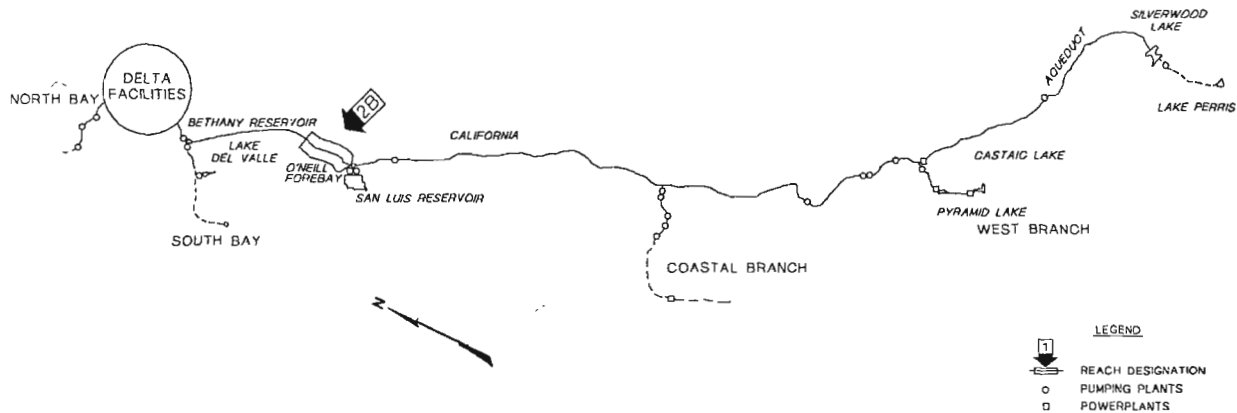 SILVERWOOD
LAKE
AQUEDUCT
DELTA
FACILITIES
NORTH BAY
2B
LAKE PERRIS
BETHANY RESERVOIR
CALIFORNIA
LAKE
DEL VALLE
O'NEILL
FOREBAY
CASTAIC LAKE
SAN LUIS RESERVOIR
PYRAMID LAKE
WEST BRANCH
SOUTH BAY
COASTAL BRANCH
N
LEGEND
1
REACH DESIGNATION
PUMPING PLANTS
POWERPLANTS